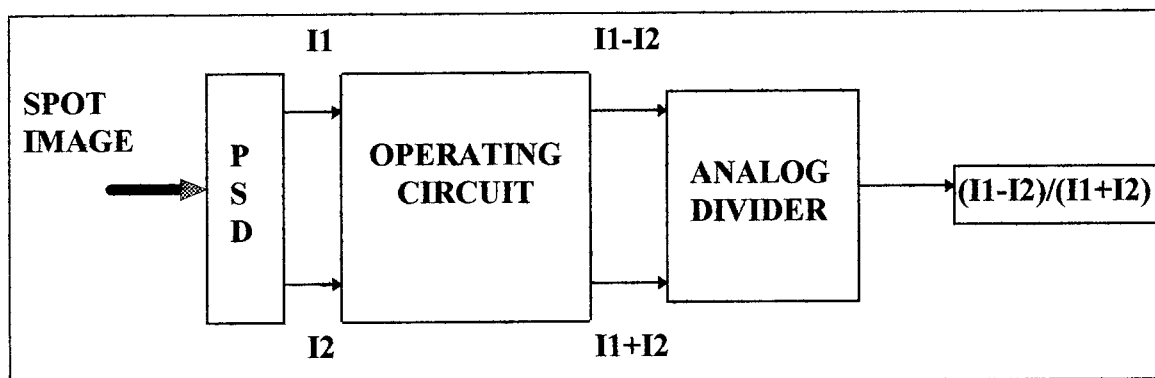 I1
I1-I2
SPOT
IMAGE
P
S
D
OPERATING
CIRCUIT
ANALOG
DIVIDER
(I1-I2)/(I1+I2)
I2
I1+I2